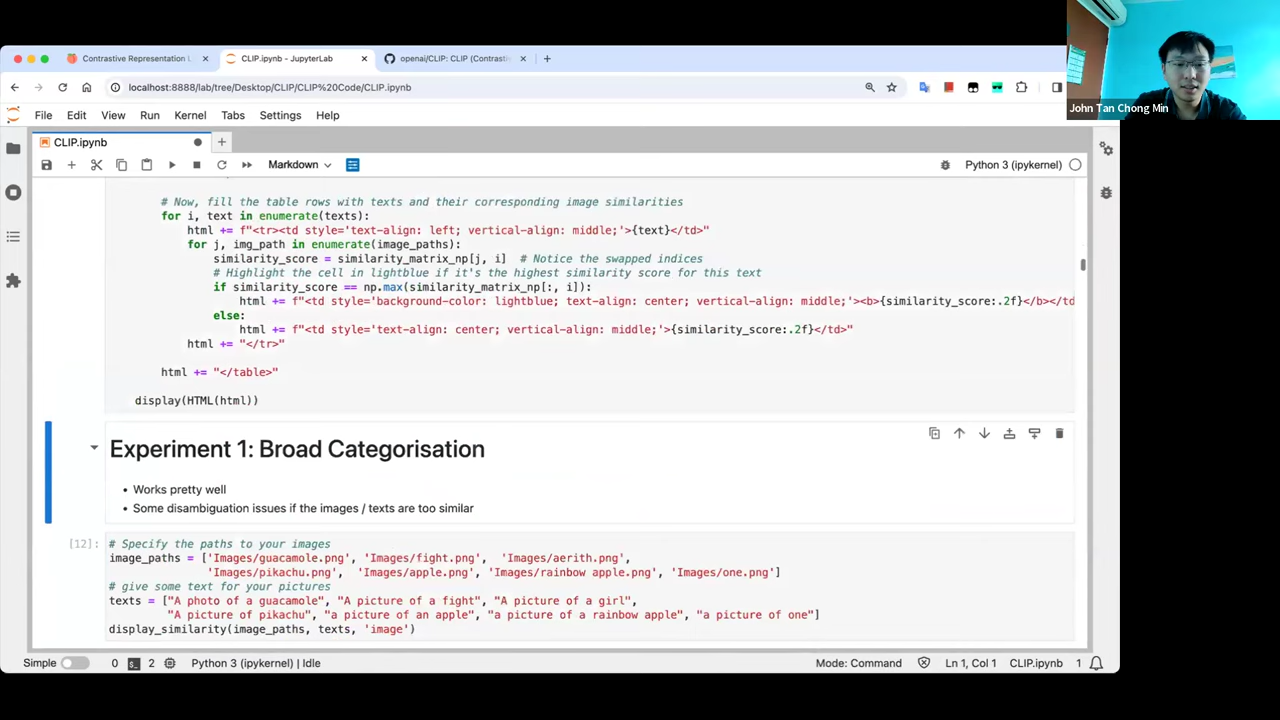 Contrastive Representation L
CLIP.ipynb - JupyterLab
openai/CLIP: CLIP (Contrasti
localhost:8888/lab/tree/Desktop/CLIP/CLIP%20Code/CLIP.ipynb
John Tan Chong Min
File Edit View Run Kernel Tabs Settings Help
CLIP.ipynb
Markdown
Python 3 (ipykernel)
# Now, fill the table rows with texts and their corresponding image similarities
for i, text in enumerate(texts):
html += f"<tr><td style='text-align: left; vertical-align: middle;'>{text}</td>"
for j, img_path in enumerate(image_paths):
similarity_score = similarity_matrix_np[j, i]  # Notice the swapped indices
# Highlight the cell in lightblue if it's the highest similarity score for this text
if similarity_score == np.max(similarity_matrix_np[:, i]):
html += f"<td style='background-color: lightblue; text-align: center; vertical-align: middle;'><b>{similarity_score:.2f}</b></td
else:
html += f"<td style='text-align: center; vertical-align: middle;'>{similarity_score:.2f}</td>"
html += "</tr>"
html += "</table>"
display(HTML(html))
Experiment 1: Broad Categorisation
• Works pretty well
• Some disambiguation issues if the images / texts are too similar
[12]:
# Specify the paths to your images
image_paths = ['Images/guacamole.png', 'Images/fight.png',  'Images/aerith.png',
'Images/pikachu.png',  'Images/apple.png', 'Images/rainbow apple.png', 'Images/one.png']
# give some text for your pictures
texts = ["A photo of a guacamole", "A picture of a fight", "A picture of a girl",
"A picture of pikachu", "a picture of an apple", "a picture of a rainbow apple", "a picture of one"]
display_similarity(image_paths, texts, 'image')
Simple 0 2 Python 3 (ipykernel) | Idle Mode: Command Ln 1, Col 1 CLIP.ipynb 1